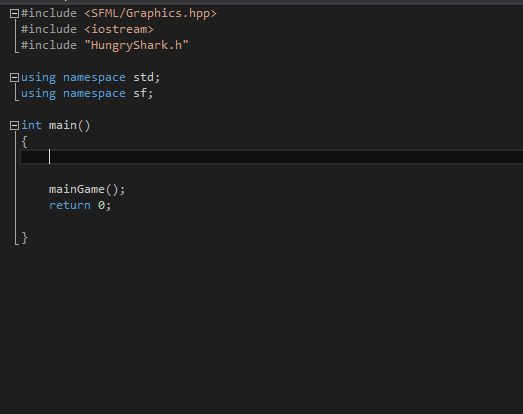 #include <SFML/Graphics.hpp>
#include <iostream>
#include "HungryShark.h"
using namespace std;
using namespace sf;
int main()
{
mainGame();
return 0;
}